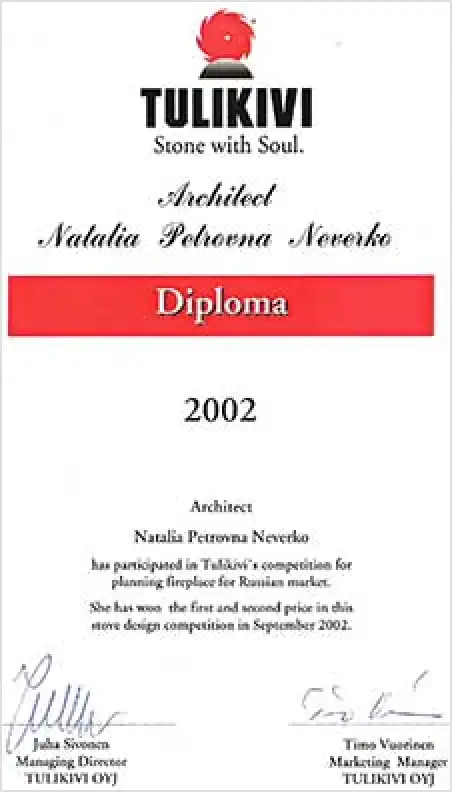 TULIKIVI
Stone with Soul.
Architect
Natalia Petrovna Neverko
Diploma
2002
Architect
Natalia Petrovna Neverko
has participated in Tulikivi´s competition for
planning fireplace for Russian market.
She has won the first and second price in this
stove design competition in September 2002.
Juha Sivonen
Managing Director
TULIKIVI OYJ
Timo Vuorinen
Marketing Manager
TULIKIVI OYJ